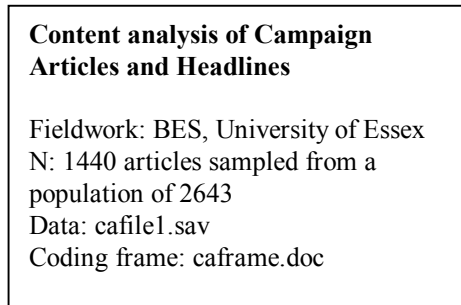 Content analysis of Campaign
Articles and Headlines
Fieldwork: BES, University of Essex
N: 1440 articles sampled from a
population of 2643
Data: cafile1.sav
Coding frame: caframe.doc